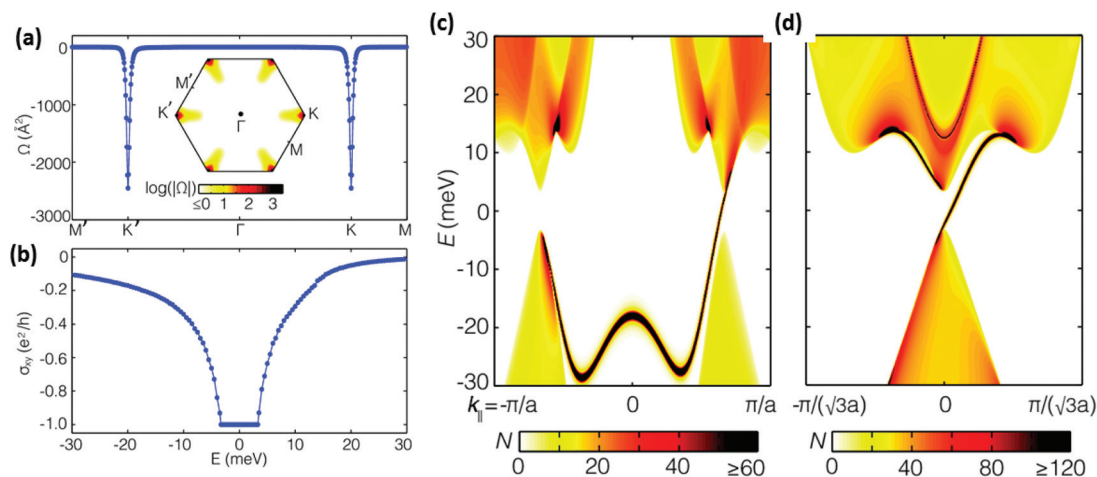 (a)
0
-1000
-2000
-3000
Ω (Å²)
M'
K'
Γ
K
M
log(|Ω|)
≤0 1 2 3
M' K' Γ K M
(b)
0
-0.2
-0.4
-0.6
-0.8
-1.0
σxy (e²/h)
-30 -20 -10 0 10 20 30
E (meV)
(c)
30
20
10
0
-10
-20
-30
E (meV)
k∥=-π/a 0 π/a
N
0 20 40 ≥60
(d)
-π/(√3a) 0 π/(√3a)
N
0 40 80 ≥120